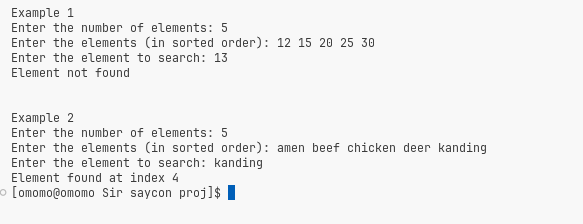 Example 1
Enter the number of elements: 5
Enter the elements (in sorted order): 12 15 20 25 30
Enter the element to search: 13
Element not found
Example 2
Enter the number of elements: 5
Enter the elements (in sorted order): amen beef chicken deer kanding
Enter the element to search: kanding
Element found at index 4
[omomo@omomo Sir saycon proj]$